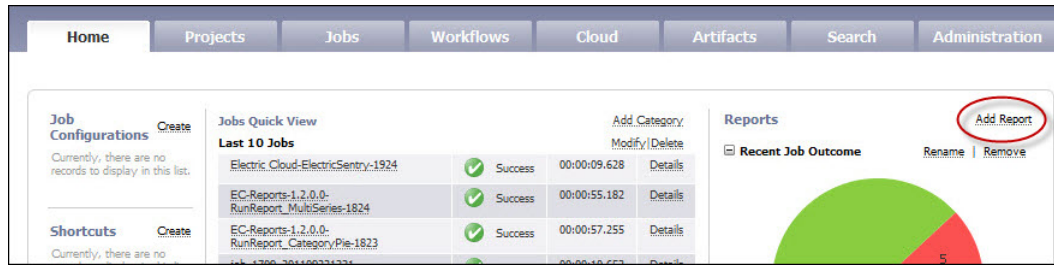 Home Projects Jobs Workflows Cloud Artifacts Search Administration
Job Configurations Create
Currently, there are no
records to display in this list.
Shortcuts Create
Currently, there are no
Jobs Quick View Add Category
Last 10 Jobs Modify|Delete
Electric Cloud-ElectricSentry-1924 Success 00:00:09.628 Details
EC-Reports-1.2.0.0-
RunReport_MultiSeries-1824 Success 00:00:55.182 Details
EC-Reports-1.2.0.0-
RunReport_CategoryPie-1823 Success 00:00:57.255 Details
Reports Add Report
Recent Job Outcome Rename | Remove
5